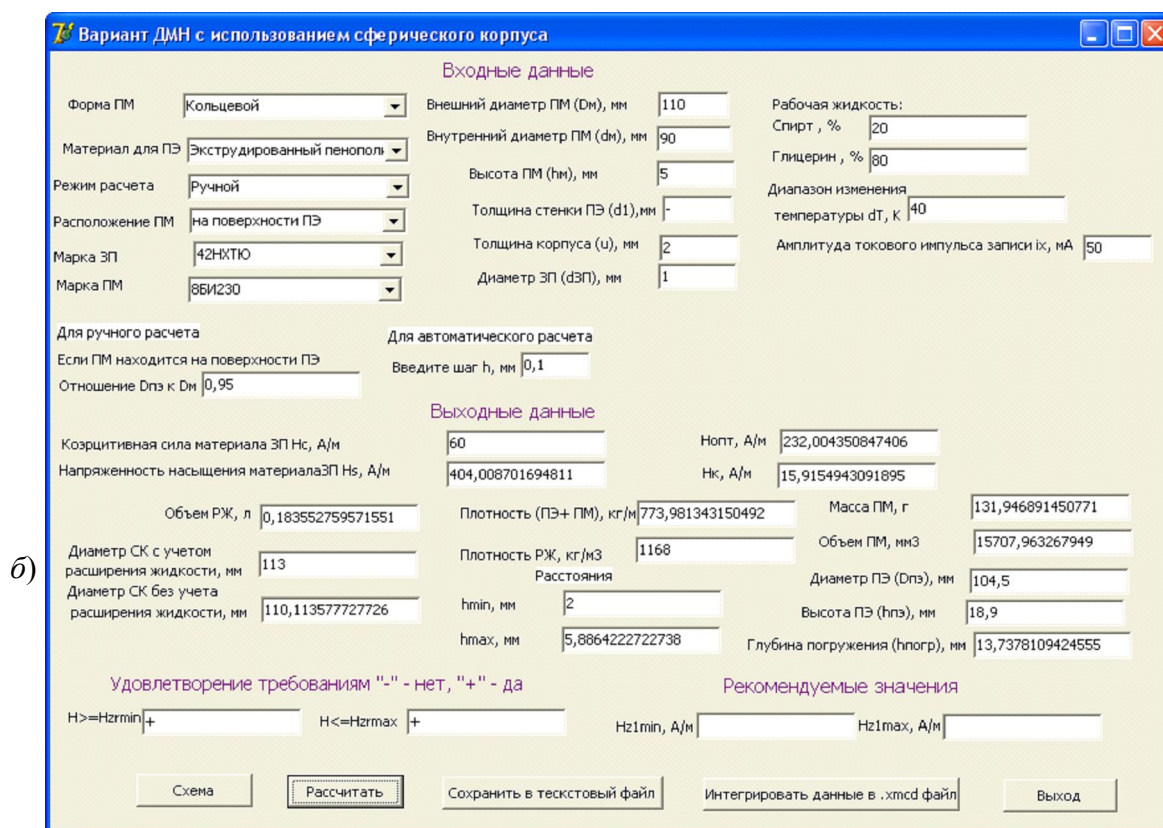 Вариант ДМН с использованием сферического корпуса
Входные данные
Форма ПМ Кольцевой
Внешний диаметр ПМ (Dм), мм 110
Рабочая жидкость:
Спирт , % 20
Материал для ПЭ Экструдированный пенополи
Внутренний диаметр ПМ (dм), мм 90
Глицерин , % 80
Режим расчета Ручной
Высота ПМ (hм), мм 5
Диапазон изменения
температуры dT, К 40
Расположение ПМ на поверхности ПЭ
Толщина стенки ПЭ (d1),мм -
Марка ЗП 42НХТЮ
Толщина корпуса (u), мм 2
Амплитуда токового импульса записи ix, мА 50
Марка ПМ 8БИ230
Диаметр ЗП (dЗП), мм 1
Для ручного расчета
Для автоматического расчета
Если ПМ находится на поверхности ПЭ
Введите шаг h, мм 0,1
Отношение Dпэ к Dм 0,95
Выходные данные
Коэрцитивная сила материала ЗП Hc, А/м 60
Hопт, А/м 232,004350847406
Напряженность насыщения материалаЗП Hs, А/м 404,008701694811
Hк, А/м 15,9154943091895
Объем РЖ, л 0,183552759571551
Плотность (ПЭ+ ПМ), кг/м 773,981343150492
Масса ПМ, г 131,946891450771
Диаметр СК с учетом
расширения жидкости, мм 113
Плотность РЖ, кг/м3 1168
Объем ПМ, мм3 15707,963267949
Расстояния
Диаметр ПЭ (Dпэ), мм 104,5
Диаметр СК без учета
расширения жидкости, мм 110,113577727726
hmin, мм 2
Высота ПЭ (hпэ), мм 18,9
hmax, мм 5,8864222722738
Глубина погружения (hпогр), мм 13,7378109424555
б)
Удовлетворение требованиям "-" - нет, "+" - да
Рекомендуемые значения
H>=Hzrmin +
H<=Hzrmax +
Hz1min, А/м
Hz1max, А/м
Схема
Рассчитать
Сохранить в тескстовый файл
Интегрировать данные в .xmcd файл
Выход